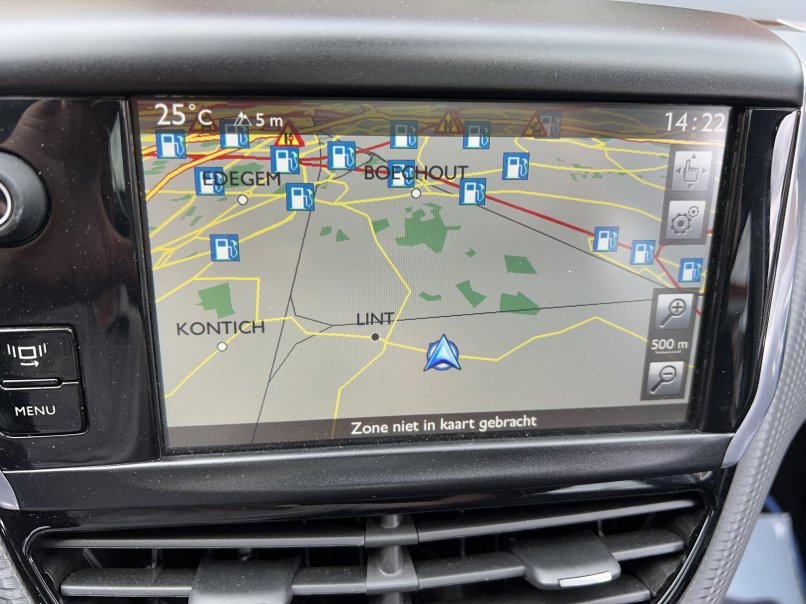 25°C 5 m 14:22
EDEGEM BOECHOUT
KONTICH LINT
500 m
MENU
Zone niet in kaart gebracht